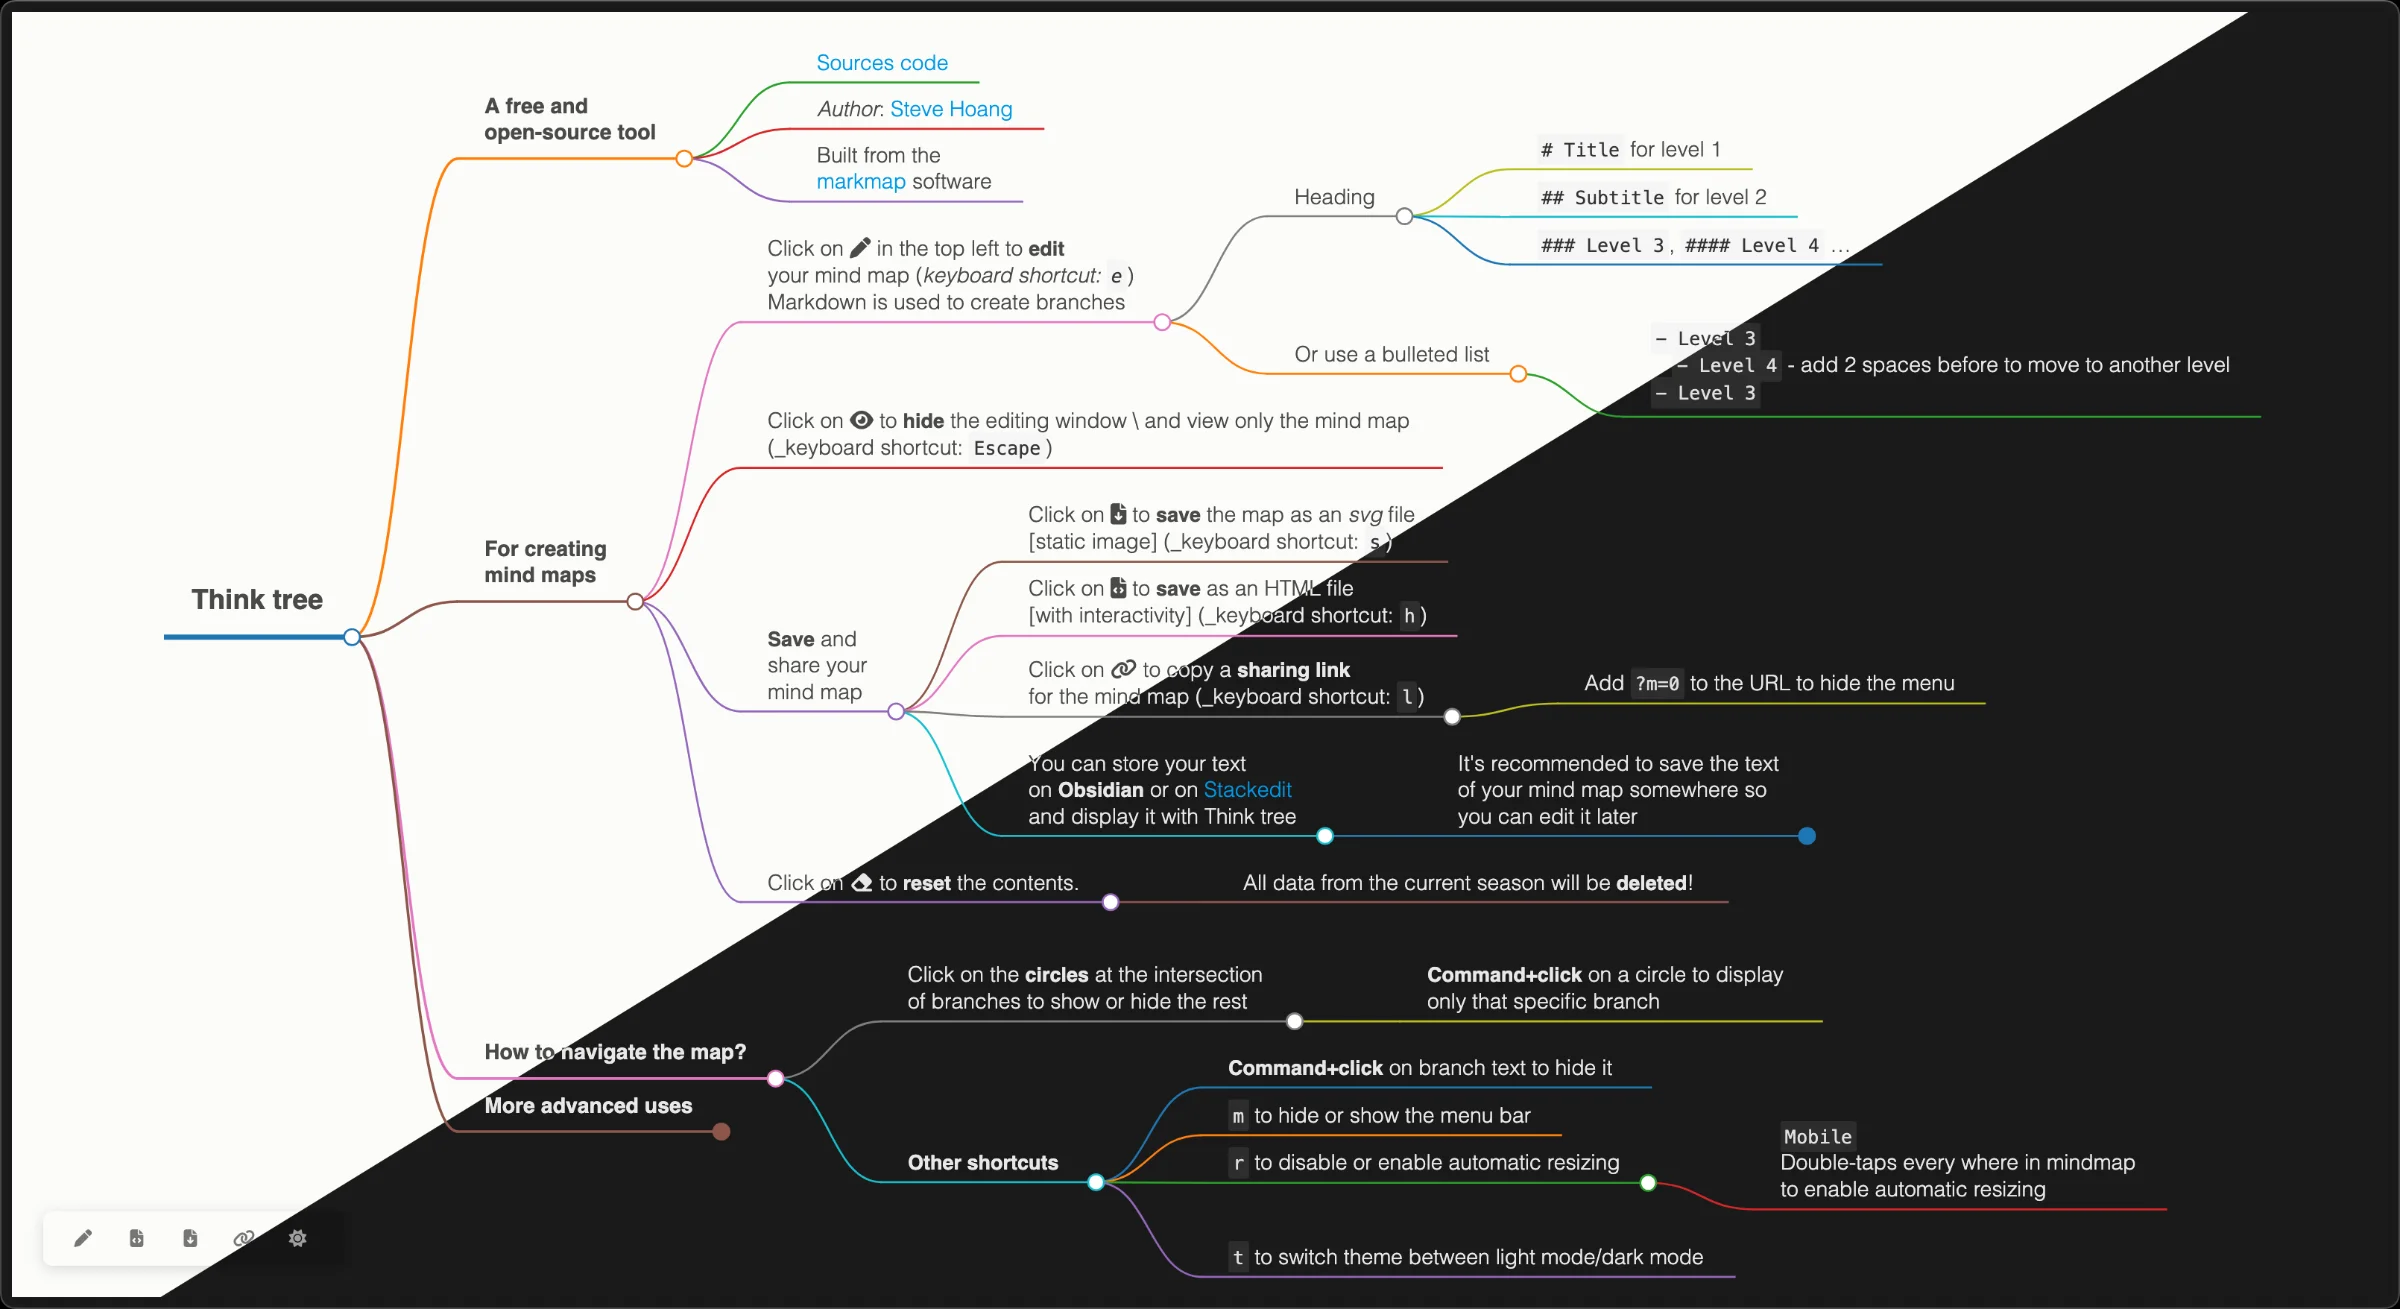 Think tree
A free and
open-source tool
Sources code
Author: Steve Hoang
Built from the
markmap software
For creating
mind maps
Click on in the top left to edit
your mind map (keyboard shortcut: e )
Markdown is used to create branches
Heading
# Title for level 1
## Subtitle for level 2
### Level 3, #### Level 4 ...
Or use a bulleted list
- Level 3
- Level 4 - add 2 spaces before to move to another level
- Level 3
Click on to hide the editing window \ and view only the mind map
(_keyboard shortcut: Escape )
Save and
share your
mind map
Click on to save the map as an svg file
[static image] (_keyboard shortcut: s )
Click on to save as an HTML file
[with interactivity] (_keyboard shortcut: h )
Click on to copy a sharing link
for the mind map (_keyboard shortcut: l )
Add ?m=0 to the URL to hide the menu
You can store your text
on Obsidian or on Stackedit
and display it with Think tree
It's recommended to save the text
of your mind map somewhere so
you can edit it later
Click on to reset the contents.
All data from the current season will be deleted!
How to navigate the map?
Click on the circles at the intersection
of branches to show or hide the rest
Command+click on a circle to display
only that specific branch
Other shortcuts
Command+click on branch text to hide it
m to hide or show the menu bar
r to disable or enable automatic resizing
Mobile
Double-taps every where in mindmap
to enable automatic resizing
t to switch theme between light mode/dark mode
More advanced uses